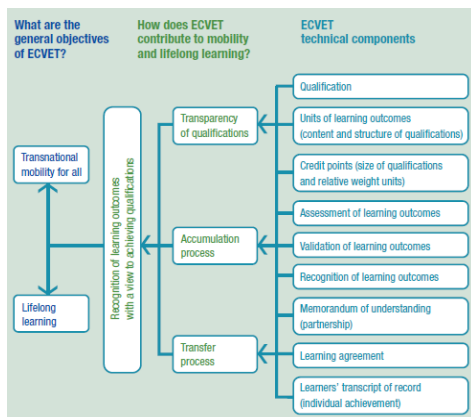 What are the
general objectives
of ECVET?
How does ECVET
contribute to mobility
and lifelong learning?
ECVET
technical components
Transnational
mobility for all
Lifelong
learning
Recognition of learning outcomes
with a view to achieving qualifications
Transparency
of qualifications
Accumulation
process
Transfer
process
Qualification
Units of learning outcomes
(content and structure of qualifications)
Credit points (size of qualifications
and relative weight units)
Assessment of learning outcomes
Validation of learning outcomes
Recognition of learning outcomes
Memorandum of understanding
(partnership)
Learning agreement
Learners' transcript of record
(individual achievement)